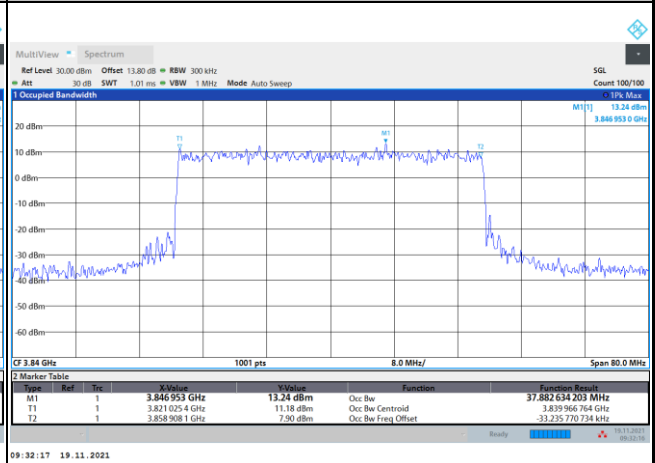 MultiView Spectrum
Ref Level 30.00 dBm Offset 13.80 dB RBW 300 kHz SGL
Att 30 dB SWT 1.01 ms VBW 1 MHz Mode Auto Sweep Count 100/100
1 Occupied Bandwidth 1Pk Max
M1[1] 13.24 dBm
3.846 953 0 GHz
20 dBm
T1 M1 T2
10 dBm
0 dBm
-10 dBm
-20 dBm
-30 dBm
-40 dBm
-50 dBm
-60 dBm
CF 3.84 GHz 1001 pts 8.0 MHz/ Span 80.0 MHz
2 Marker Table
Type Ref Trc X-Value Y-Value Function Function Result
M1 1 3.846 953 GHz 13.24 dBm Occ Bw 37.882 634 203 MHz
T1 1 3.821 025 4 GHz 11.18 dBm Occ Bw Centroid 3.839 966 764 GHz
T2 1 3.858 908 1 GHz 7.90 dBm Occ Bw Freq Offset -33.235 770 734 kHz
Ready 19.11.2021
09:32:16
09:32:17 19.11.2021